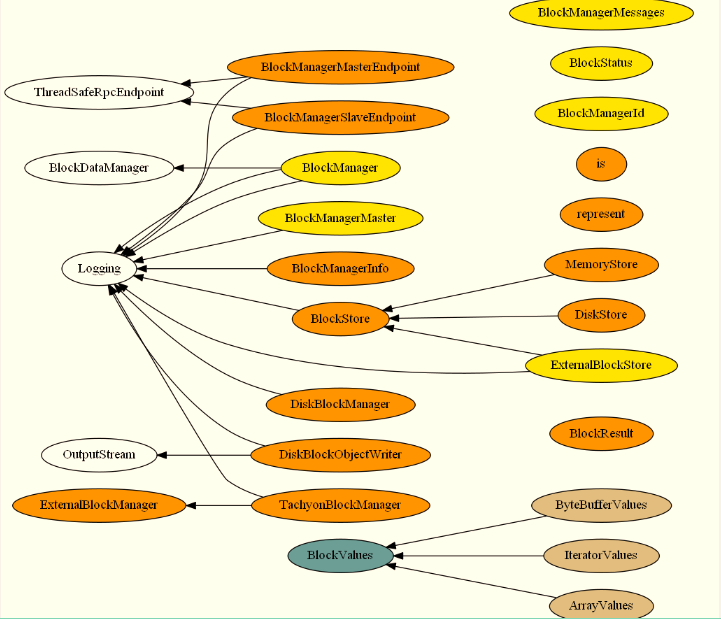 BlockManagerMessages
BlockManagerMasterEndpoint
BlockStatus
ThreadSafeRpcEndpoint
BlockManagerSlaveEndpoint
BlockManagerId
BlockDataManager
BlockManager
is
BlockManagerMaster
represent
Logging
BlockManagerInfo
MemoryStore
BlockStore
DiskStore
ExternalBlockStore
DiskBlockManager
BlockResult
OutputStream
DiskBlockObjectWriter
ExternalBlockManager
TachyonBlockManager
ByteBufferValues
BlockValues
IteratorValues
ArrayValues